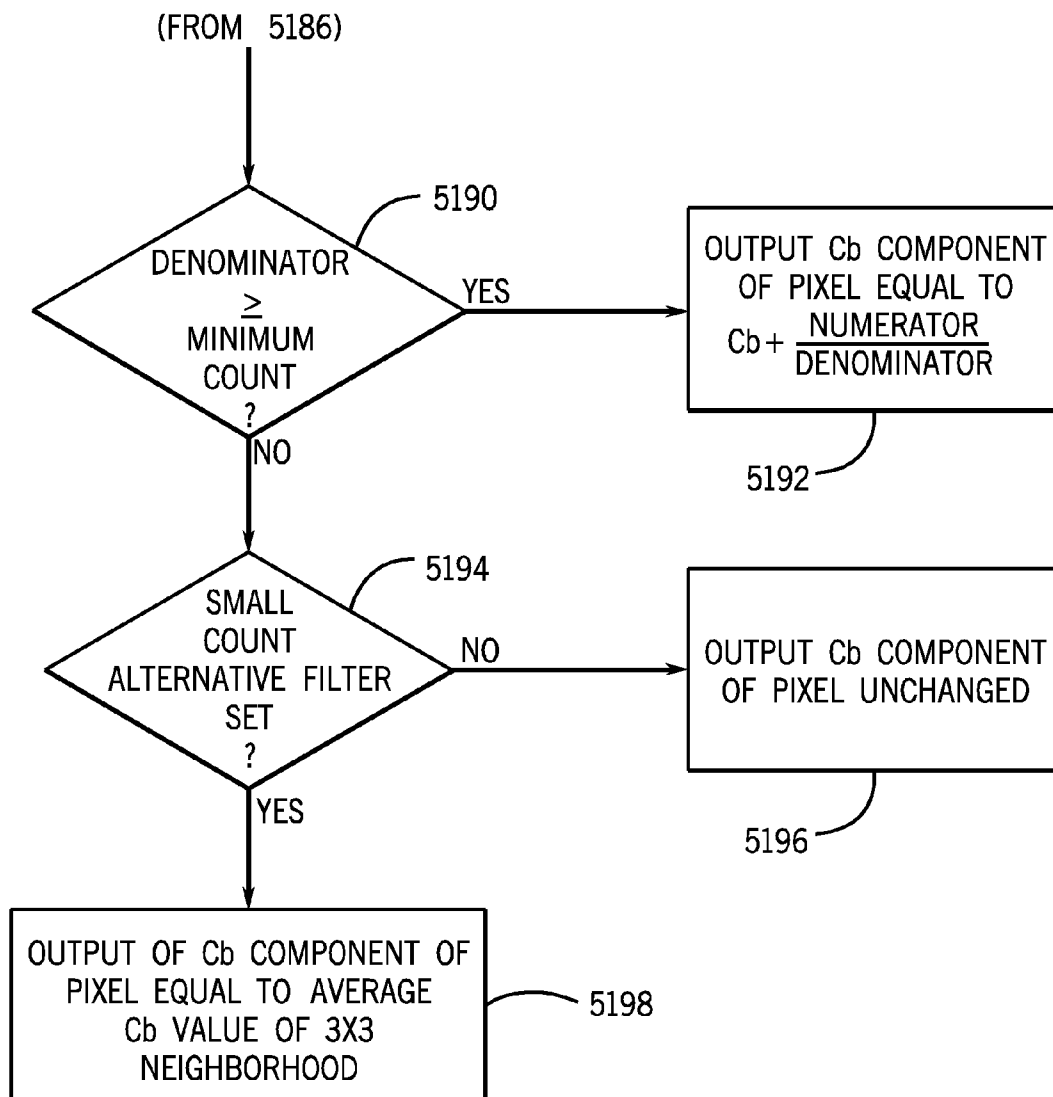 (FROM 5186)
5190
DENOMINATOR
≥
MINIMUM
COUNT
?
YES
NO
OUTPUT Cb COMPONENT
OF PIXEL EQUAL TO
Cb+ NUMERATOR
DENOMINATOR
5192
5194
SMALL
COUNT
ALTERNATIVE FILTER
SET
?
NO
YES
OUTPUT Cb COMPONENT
OF PIXEL UNCHANGED
5196
OUTPUT OF Cb COMPONENT OF
PIXEL EQUAL TO AVERAGE
Cb VALUE OF 3X3
NEIGHBORHOOD
5198